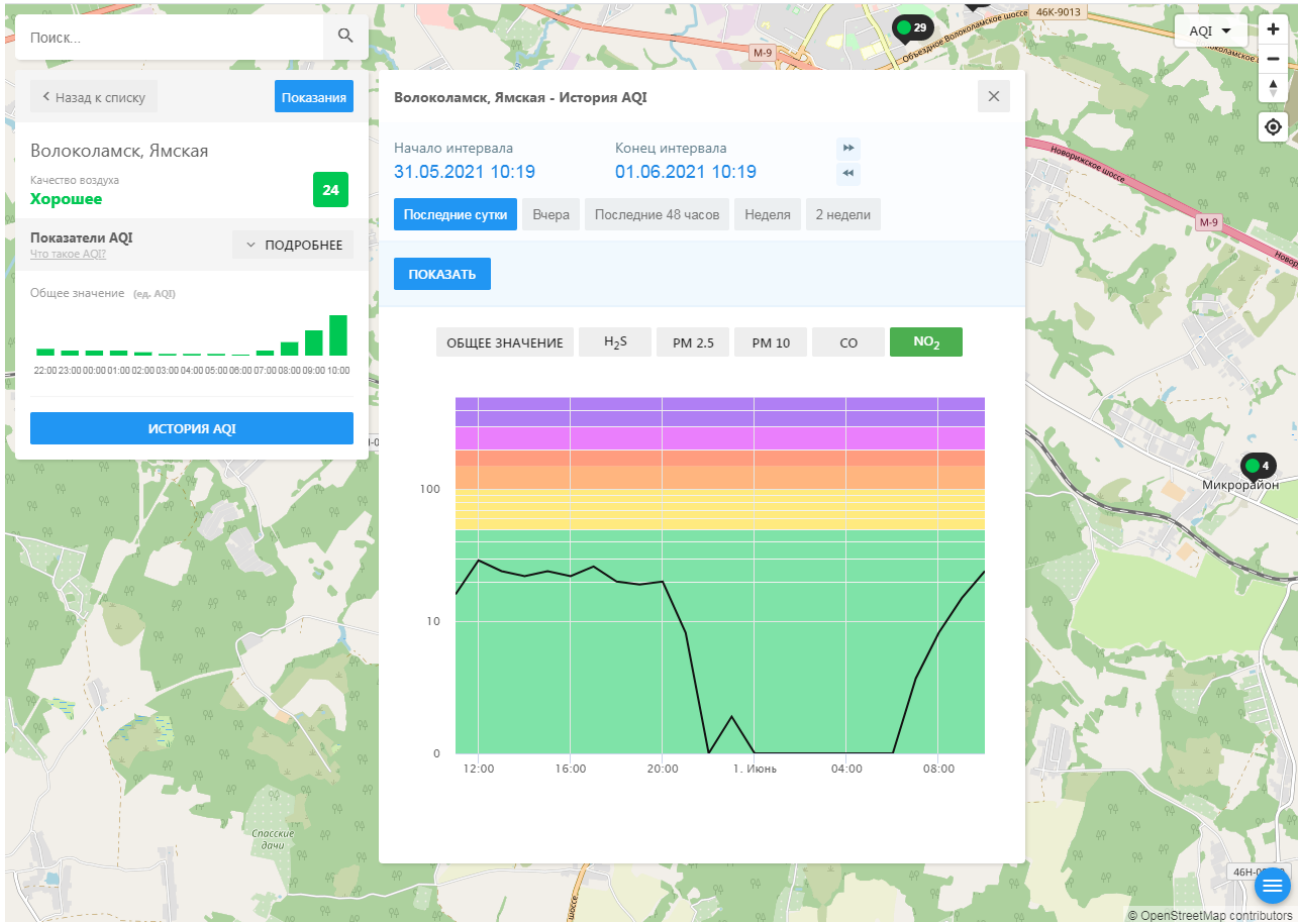 46К-9013
Поиск...
29
Объездное Волоколамское шоссе
AQI
М-9
Назад к списку
Показания
Волоколамск, Ямская - История AQI
Волоколамск, Ямская
Начало интервала
Конец интервала
31.05.2021 10:19
01.06.2021 10:19
Новорижское шоссе
Качество воздуха
Хорошее
24
Последние сутки
Вчера
Последние 48 часов
Неделя
2 недели
М-9
Показатели AQI
Что такое AQI?
ПОДРОБНЕЕ
ПОКАЗАТЬ
Общее значение (ед. AQI)
ОБЩЕЕ ЗНАЧЕНИЕ
H2S
PM 2.5
PM 10
CO
NO2
22:00 23:00 00:00 01:00 02:00 03:00 04:00 05:00 06:00 07:00 08:00 09:00 10:00
ИСТОРИЯ AQI
4
Микрорайон
100
10
0
12:00
16:00
20:00
1. Июнь
04:00
08:00
Спасские
дачи
шоссе
© OpenStreetMap contributors